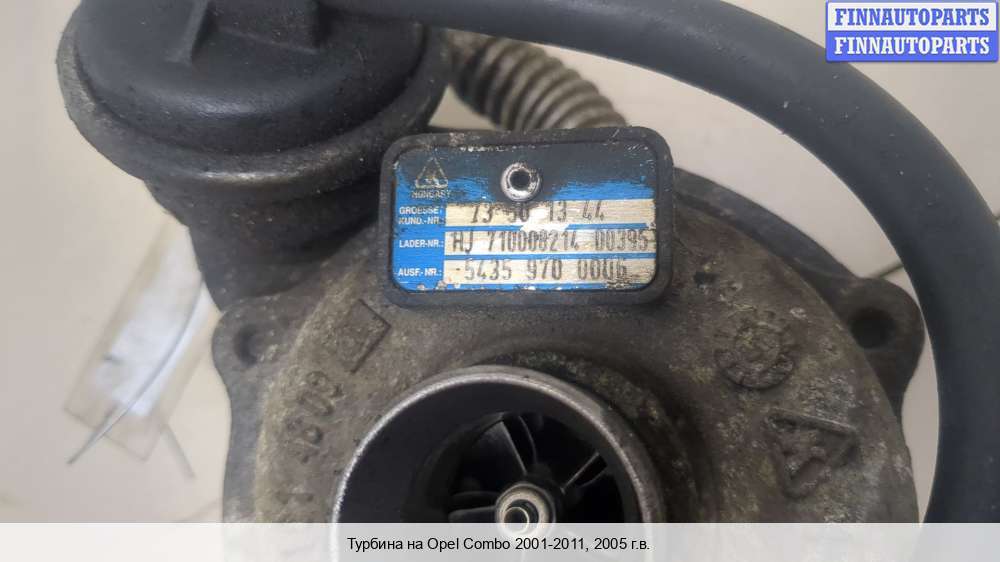 FINNAUTOPARTS
FINNAUTOPARTS
HUNGARY
GROESSE:
KUND.-NR.: 73 50 13 44
LADER-NR.: HJ 710008214 00395
AUSF.-NR.: 5435 970 0006
Турбина на Opel Combo 2001-2011, 2005 г.в.